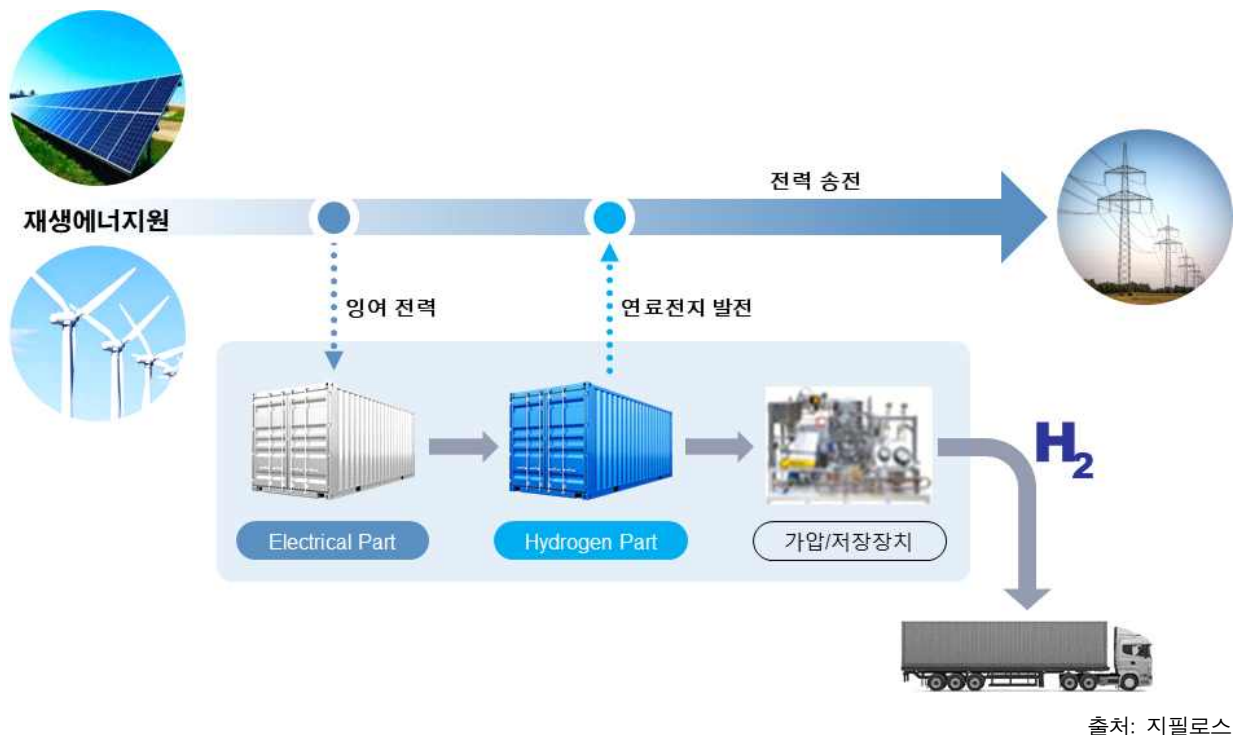 전력 송전
재생에너지원
잉여 전력
연료전지 발전
H2
Electrical Part
Hydrogen Part
가압/저장장치
출처: 지필로스